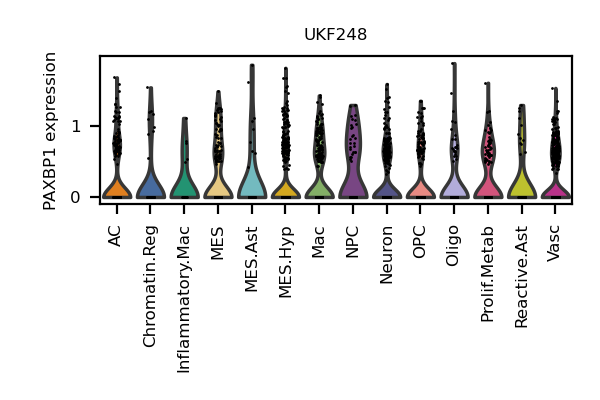 UKF248
PAXBP1 expression
1
0
AC
Chromatin.Reg
Inflammatory.Mac
MES
MES.Ast
MES.Hyp
Mac
NPC
Neuron
OPC
Oligo
Prolif.Metab
Reactive.Ast
Vasc